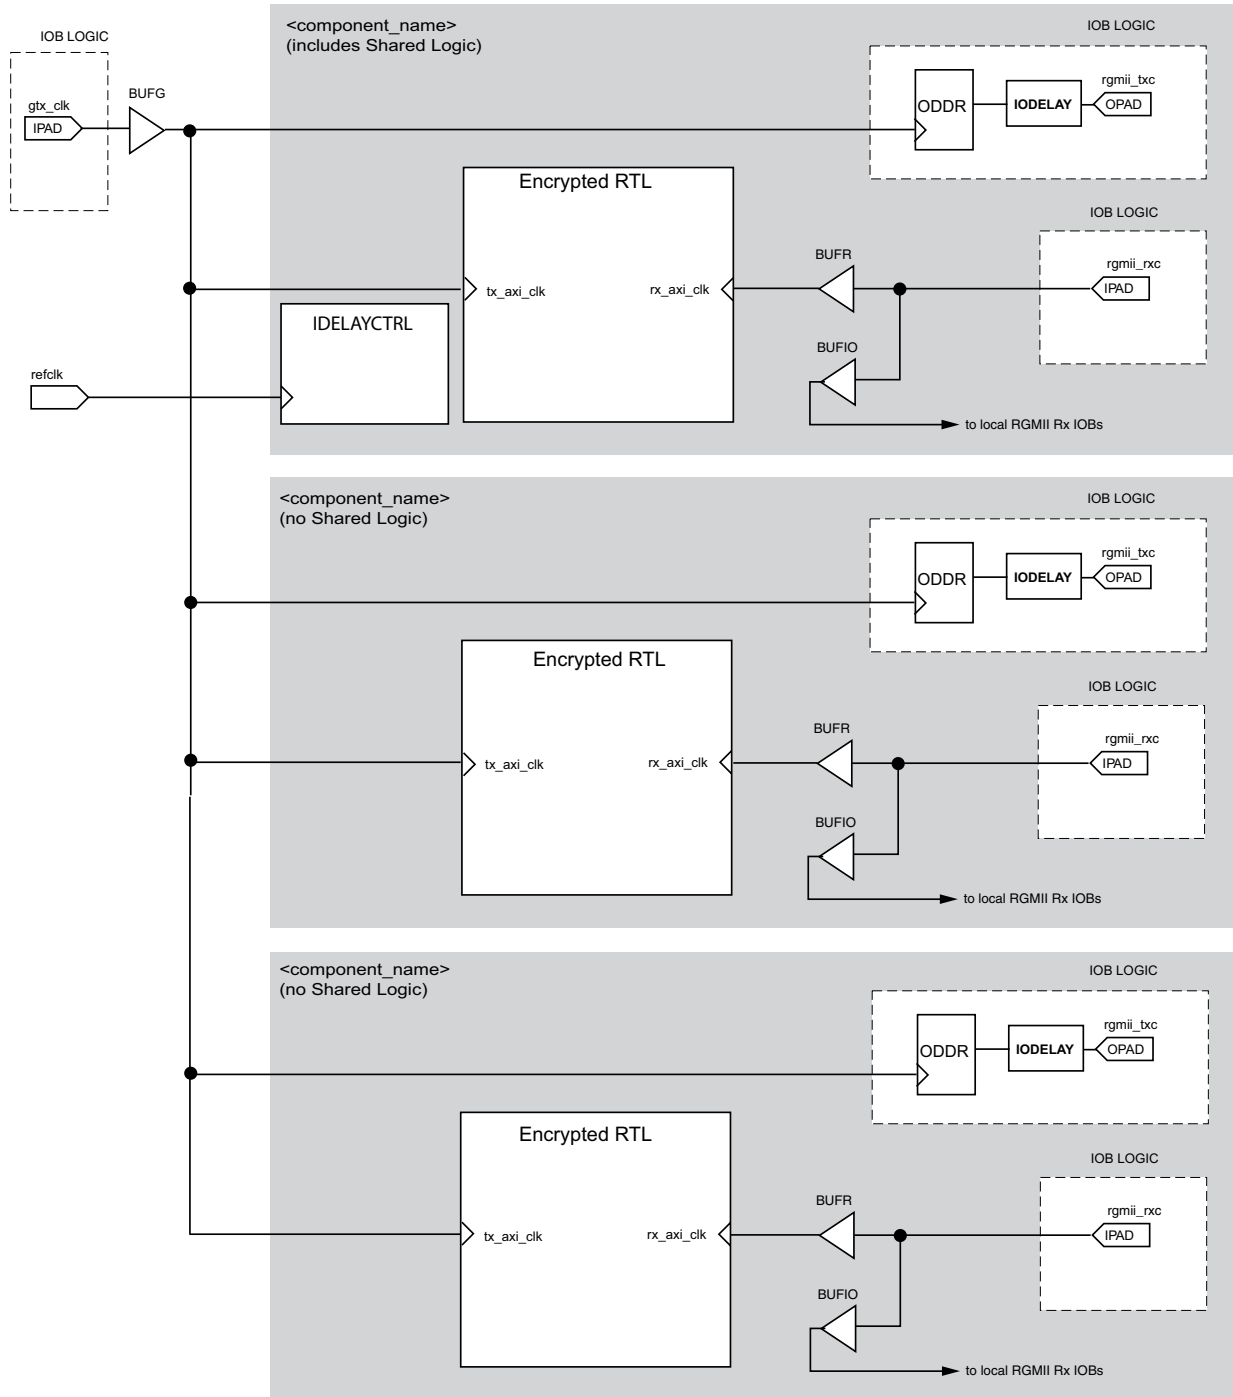 IOB LOGIC
gtx_clk
IPAD
BUFG
refclk
<component_name>
(includes Shared Logic)
IOB LOGIC
ODDR
IODELAY
rgmii_txc
OPAD
Encrypted RTL
tx_axi_clk
rx_axi_clk
IDELAYCTRL
BUFR
IOB LOGIC
rgmii_rxc
IPAD
BUFIO
to local RGMII Rx IOBs
<component_name>
(no Shared Logic)
IOB LOGIC
ODDR
IODELAY
rgmii_txc
OPAD
Encrypted RTL
tx_axi_clk
rx_axi_clk
BUFR
IOB LOGIC
rgmii_rxc
IPAD
BUFIO
to local RGMII Rx IOBs
<component_name>
(no Shared Logic)
IOB LOGIC
ODDR
IODELAY
rgmii_txc
OPAD
Encrypted RTL
tx_axi_clk
rx_axi_clk
BUFR
IOB LOGIC
rgmii_rxc
IPAD
BUFIO
to local RGMII Rx IOBs